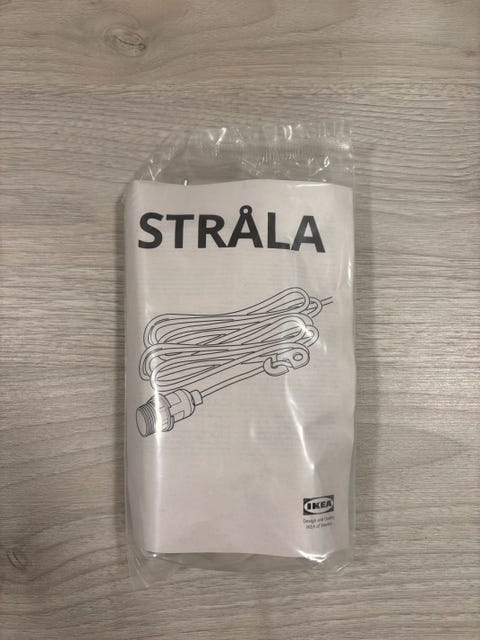 STRÅLA
IKEA
Design and Quality
IKEA of Sweden